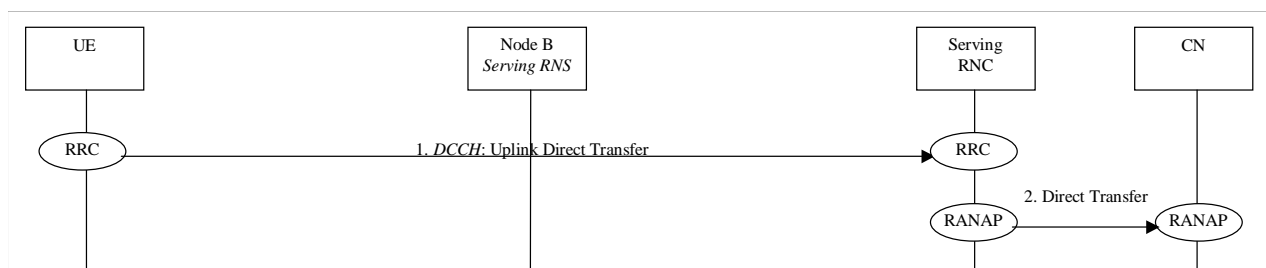 UE
Node B
Serving RNS
Serving
RNC
CN
RRC
1. DCCH: Uplink Direct Transfer
RRC
2. Direct Transfer
RANAP
RANAP